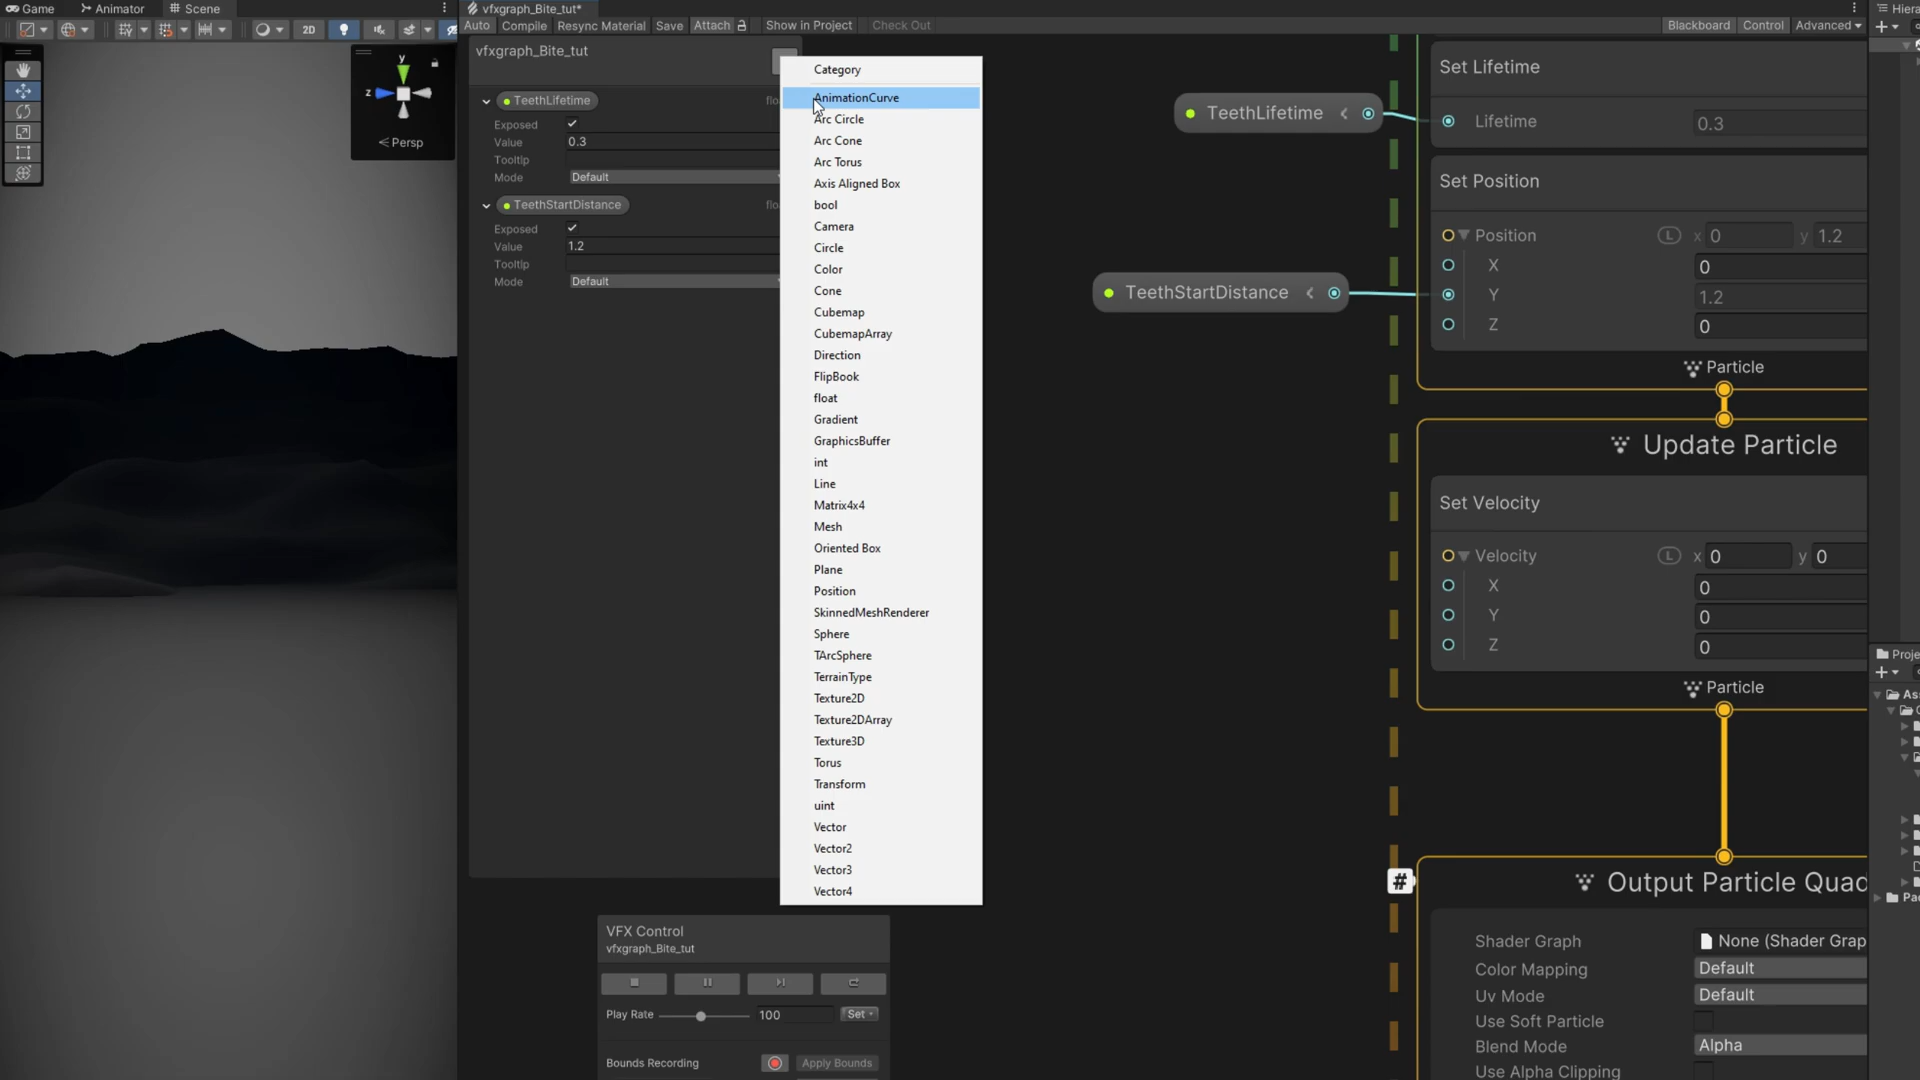 Game
Animator
Scene
vfxgraph_Bite_tut*
Hiera
Auto
Compile
Resync Material
Save
Attach
Show in Project
Check Out
Blackboard
Control
Advanced
2D
y
z
Persp
vfxgraph_Bite_tut
TeethLifetime
Exposed
Value
0.3
Tooltip
Mode
Default
TeethStartDistance
Exposed
Value
1.2
Tooltip
Mode
Default
Category
AnimationCurve
Arc Circle
Arc Cone
Arc Torus
Axis Aligned Box
bool
Camera
Circle
Color
Cone
Cubemap
CubemapArray
Direction
FlipBook
float
Gradient
GraphicsBuffer
int
Line
Matrix4x4
Mesh
Oriented Box
Plane
Position
SkinnedMeshRenderer
Sphere
TArcSphere
TerrainType
Texture2D
Texture2DArray
Texture3D
Torus
Transform
uint
Vector
Vector2
Vector3
Vector4
TeethLifetime
TeethStartDistance
Set Lifetime
Lifetime
0.3
Set Position
Position
L
x
0
y
1.2
X
0
Y
1.2
Z
0
Particle
Update Particle
Set Velocity
Velocity
L
x
0
y
0
X
0
Y
0
Z
0
Particle
#
Output Particle Quad
Shader Graph
None (Shader Grap
Color Mapping
Default
Uv Mode
Default
Use Soft Particle
Blend Mode
Alpha
Use Alpha Clipping
VFX Control
vfxgraph_Bite_tut
Play Rate
100
Set
Bounds Recording
Apply Bounds
Proje
As
Pac